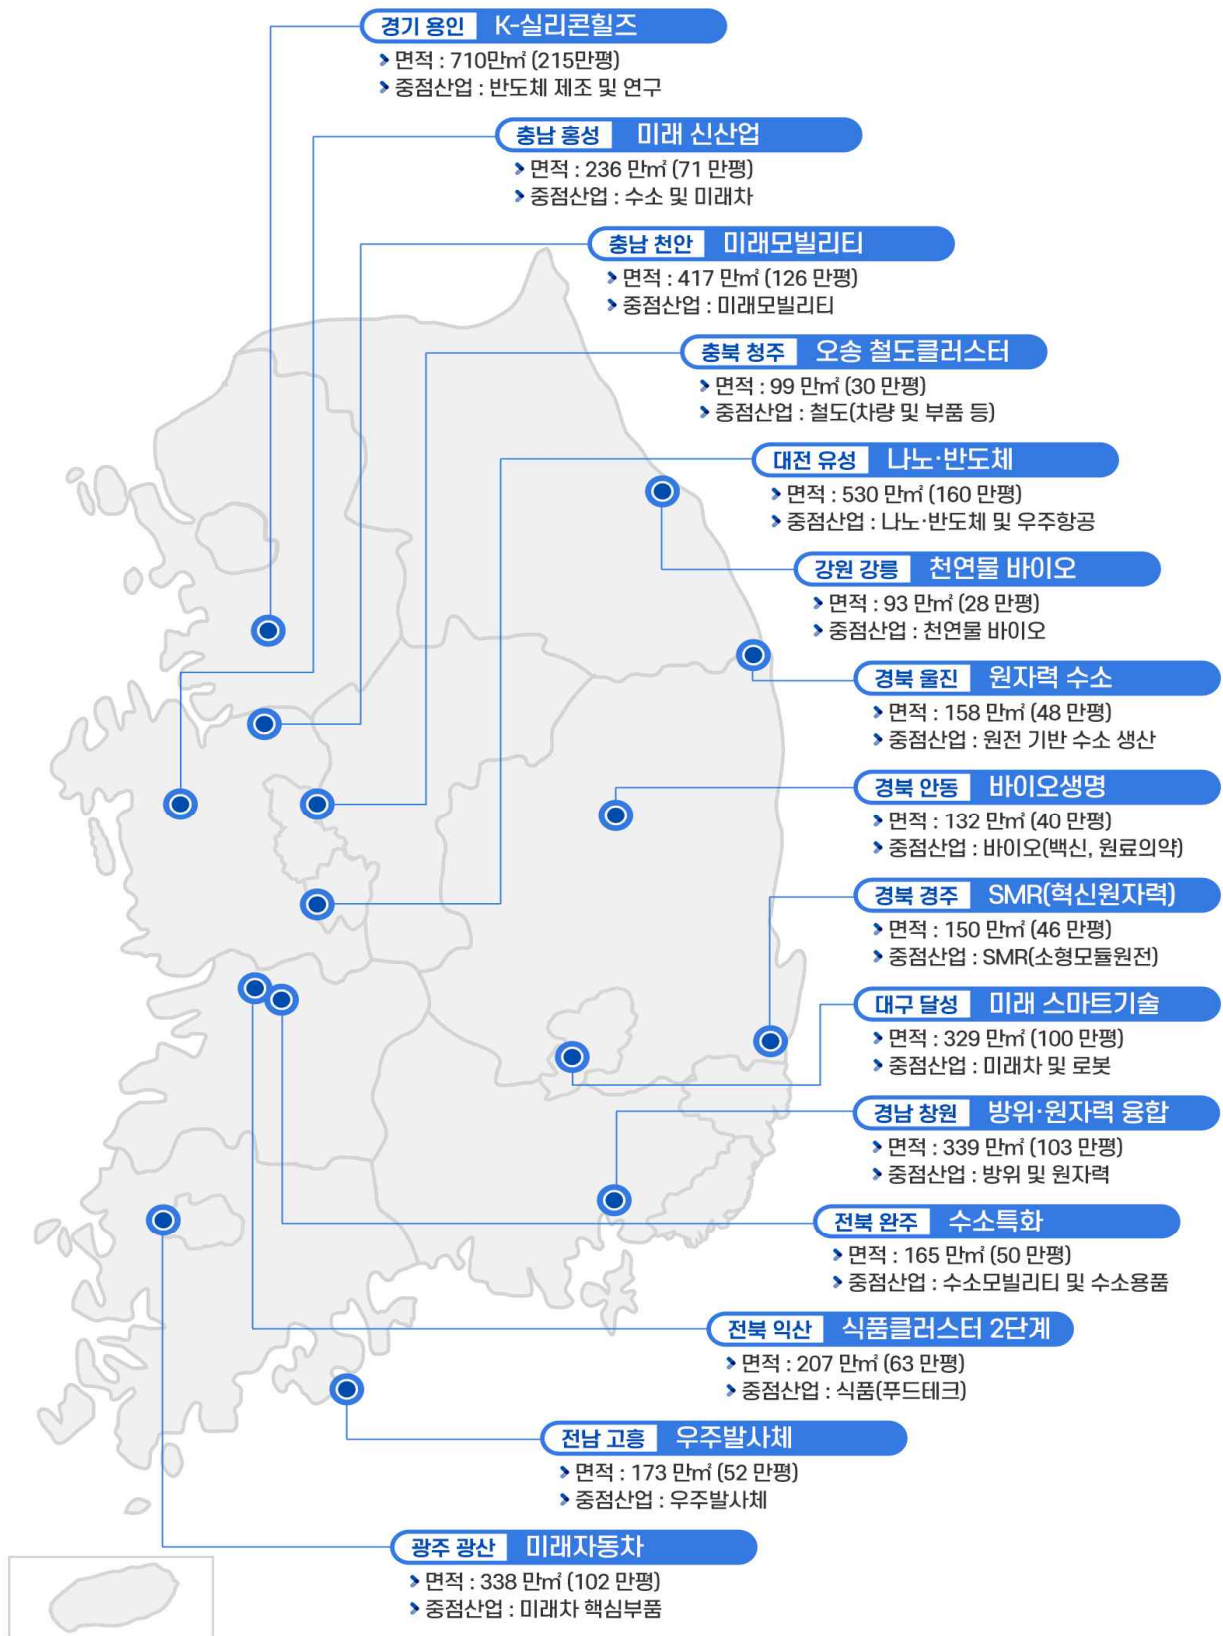 경기 용인 K-실리콘힐즈
면적 : 710만㎡ (215만평)
중점산업 : 반도체 제조 및 연구
충남 홍성 미래 신산업
면적 : 236 만㎡ (71 만평)
중점산업 : 수소 및 미래차
충남 천안 미래모빌리티
면적 : 417 만㎡ (126 만평)
중점산업 : 미래모빌리티
충북 청주 오송 철도클러스터
면적 : 99 만㎡ (30 만평)
중점산업 : 철도(차량 및 부품 등)
대전 유성 나노·반도체
면적 : 530 만㎡ (160 만평)
중점산업 : 나노·반도체 및 우주항공
강원 강릉 천연물 바이오
면적 : 93 만㎡ (28 만평)
중점산업 : 천연물 바이오
경북 울진 원자력 수소
면적 : 158 만㎡ (48 만평)
중점산업 : 원전 기반 수소 생산
경북 안동 바이오생명
면적 : 132 만㎡ (40 만평)
중점산업 : 바이오(백신, 원료의약)
경북 경주 SMR(혁신원자력)
면적 : 150 만㎡ (46 만평)
중점산업 : SMR(소형모듈원전)
대구 달성 미래 스마트기술
면적 : 329 만㎡ (100 만평)
중점산업 : 미래차 및 로봇
경남 창원 방위·원자력 융합
면적 : 339 만㎡ (103 만평)
중점산업 : 방위 및 원자력
전북 완주 수소특화
면적 : 165 만㎡ (50 만평)
중점산업 : 수소모빌리티 및 수소용품
전북 익산 식품클러스터 2단계
면적 : 207 만㎡ (63 만평)
중점산업 : 식품(푸드테크)
전남 고흥 우주발사체
면적 : 173 만㎡ (52 만평)
중점산업 : 우주발사체
광주 광산 미래자동차
면적 : 338 만㎡ (102 만평)
중점산업 : 미래차 핵심부품